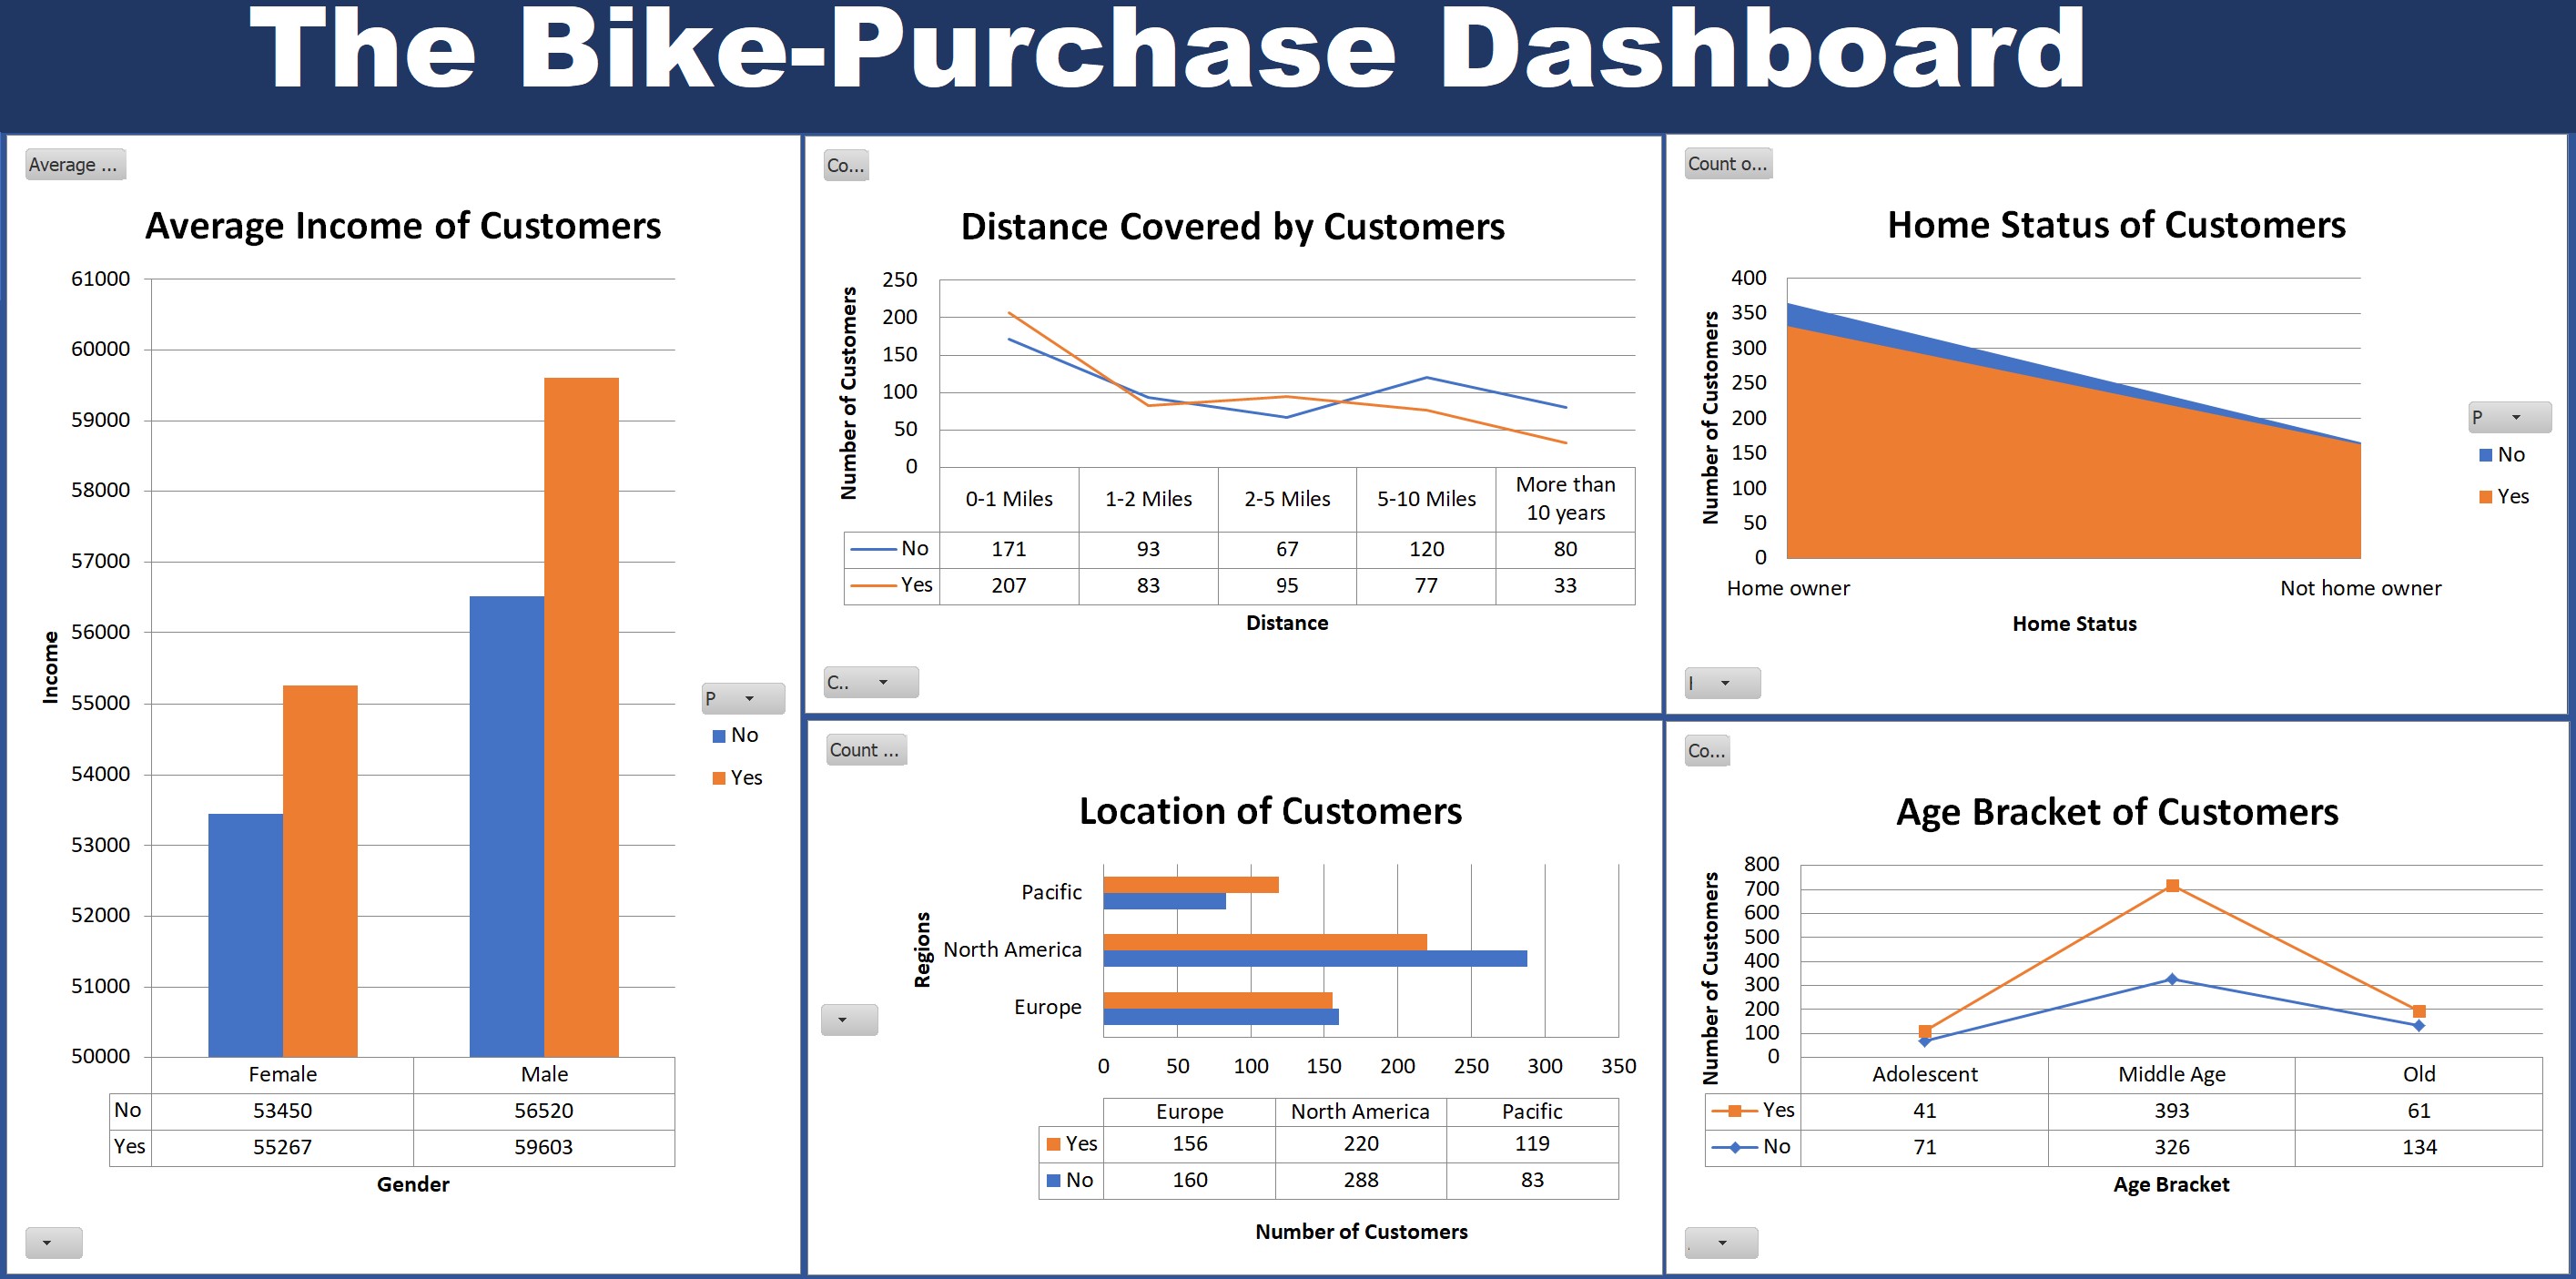 The Bike-Purchase Dashboard
Average ...
Average Income of Customers
61000
60000
59000
58000
57000
56000
55000
54000
53000
52000
51000
50000
Income
Female Male
No 53450 56520
Yes 55267 59603
Gender
P
No
Yes
Co...
Distance Covered by Customers
250
200
150
100
50
0
Number of Customers
0-1 Miles 1-2 Miles 2-5 Miles 5-10 Miles More than
10 years
No 171 93 67 120 80
Yes 207 83 95 77 33
Distance
C..
Count o...
Home Status of Customers
400
350
300
250
200
150
100
50
0
Number of Customers
Home owner Not home owner
Home Status
P
No
Yes
Count ...
Location of Customers
Regions
Pacific
North America
Europe
0 50 100 150 200 250 300 350
Europe North America Pacific
Yes 156 220 119
No 160 288 83
Number of Customers
Co...
Age Bracket of Customers
800
700
600
500
400
300
200
100
0
Number of Customers
Adolescent Middle Age Old
Yes 41 393 61
No 71 326 134
Age Bracket